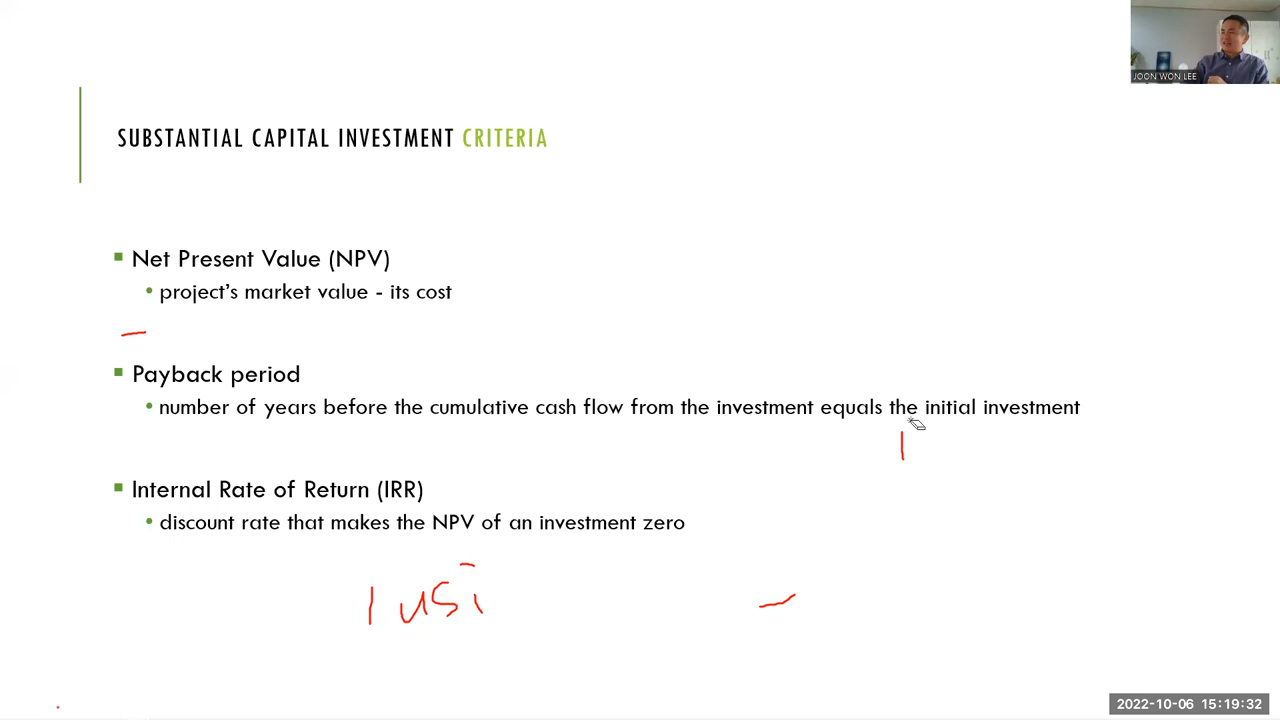 JOON WON LEE
SUBSTANTIAL CAPITAL INVESTMENT CRITERIA
Net Present Value (NPV)
project's market value - its cost
Payback period
number of years before the cumulative cash flow from the investment equals the initial investment
Internal Rate of Return (IRR)
discount rate that makes the NPV of an investment zero
2022-10-06 15:19:32